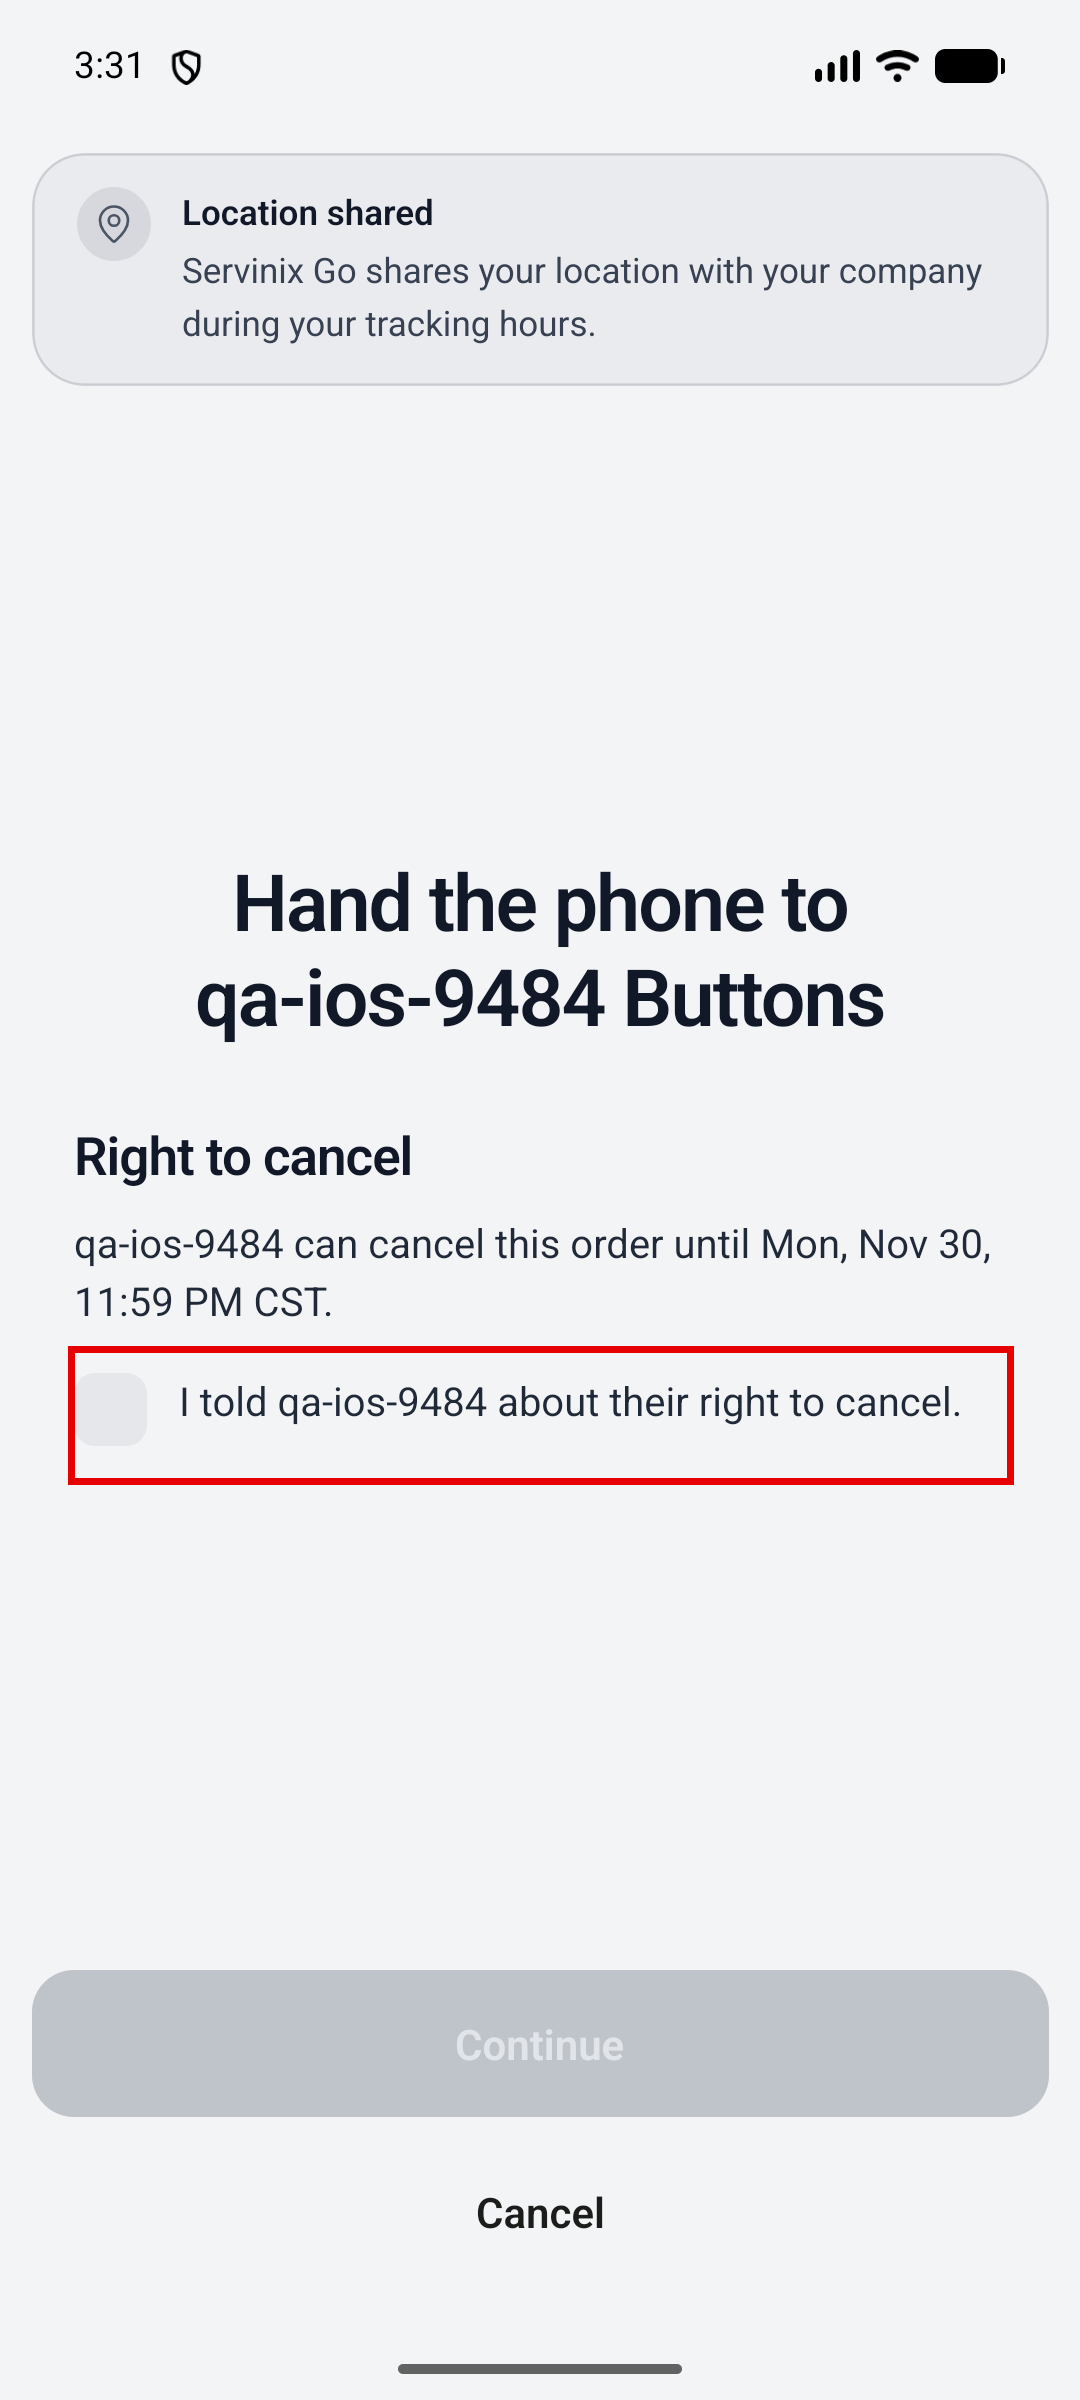 3:31
Location shared
Servinix Go shares your location with your company
during your tracking hours.
Hand the phone to
qa-ios-9484 Buttons
Right to cancel
qa-ios-9484 can cancel this order until Mon, Nov 30,
11:59 PM CST.
I told qa-ios-9484 about their right to cancel.
Continue
Cancel